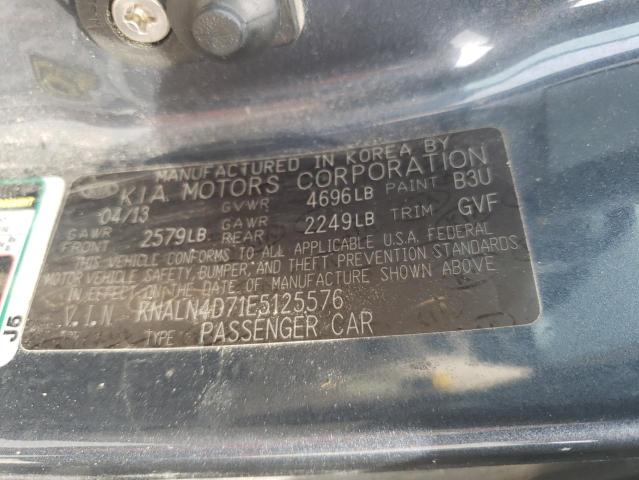 MANUFACTURED IN KOREA BY
KIA MOTORS CORPORATION
04/13 GVWR 4696LB PAINT B3U
GAWR FRONT 2579LB GAWR REAR 2249LB TRIM GVF
THIS VEHICLE CONFORMS TO ALL APPLICABLE U.S.A. FEDERAL
MOTOR VEHICLE SAFETY, BUMPER, AND THEFT PREVENTION STANDARDS
IN EFFECT ON THE DATE OF MANUFACTURE SHOWN ABOVE
V.I.N KNALN4D71E5125576
TYPE : PASSENGER CAR
J5